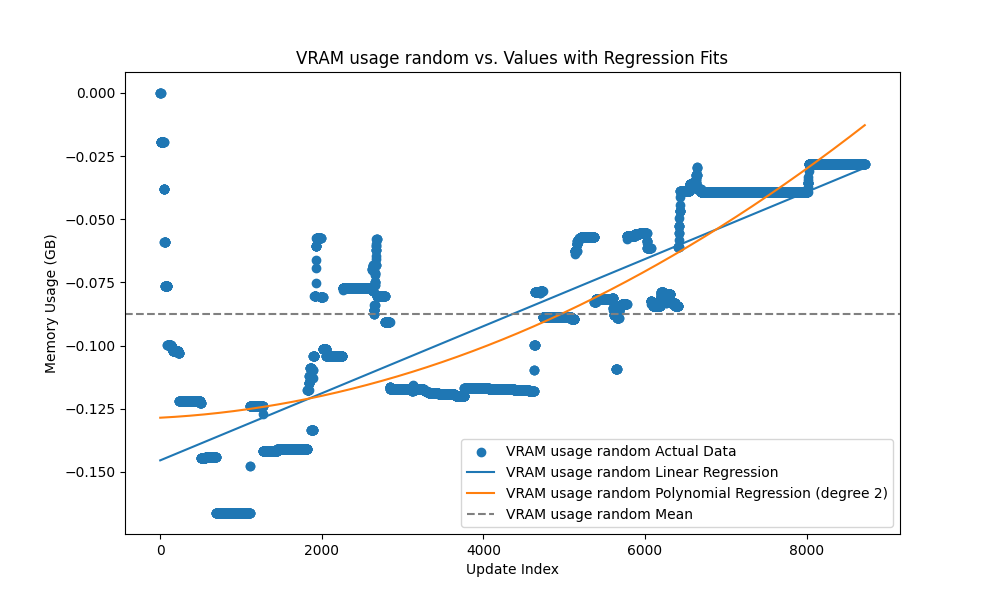 VRAM usage random vs. Values with Regression Fits
0.000
−0.025
−0.050
−0.075
−0.100
−0.125
−0.150
Memory Usage (GB)
VRAM usage random Actual Data
VRAM usage random Linear Regression
VRAM usage random Polynomial Regression (degree 2)
VRAM usage random Mean
0 2000 4000 6000 8000
Update Index